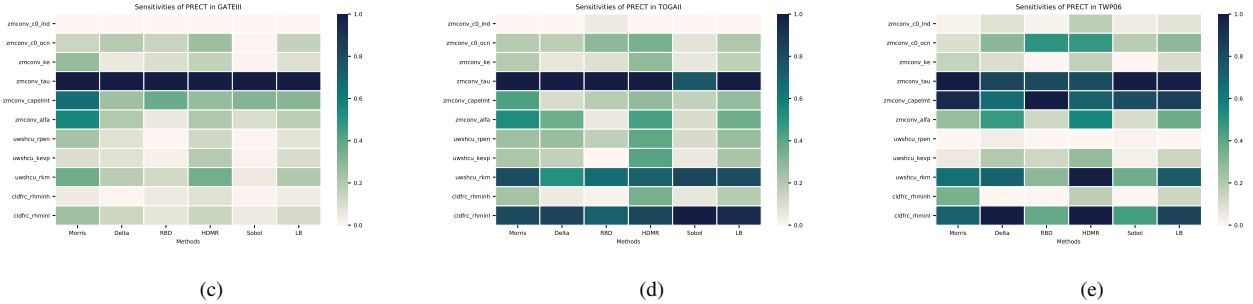 Sensitivities of PRECT in GATEIII
zmconv_c0_lnd
zmconv_c0_ocn
zmconv_ke
zmconv_tau
zmconv_capelmt
zmconv_alfa
uwshcu_rpen
uwshcu_kevp
uwshcu_rkm
cldfrc_rhminh
cldfrc_rhminl
Morris Delta RBD HDMR Sobol LB
Methods
1.0
0.8
0.6
0.4
0.2
0.0
(c)
Sensitivities of PRECT in TOGAII
zmconv_c0_lnd
zmconv_c0_ocn
zmconv_ke
zmconv_tau
zmconv_capelmt
zmconv_alfa
uwshcu_rpen
uwshcu_kevp
uwshcu_rkm
cldfrc_rhminh
cldfrc_rhminl
Morris Delta RBD HDMR Sobol LB
Methods
1.0
0.8
0.6
0.4
0.2
0.0
(d)
Sensitivities of PRECT in TWP06
zmconv_c0_lnd
zmconv_c0_ocn
zmconv_ke
zmconv_tau
zmconv_capelmt
zmconv_alfa
uwshcu_rpen
uwshcu_kevp
uwshcu_rkm
cldfrc_rhminh
cldfrc_rhminl
Morris Delta RBD HDMR Sobol LB
Methods
1.0
0.8
0.6
0.4
0.2
0.0
(e)